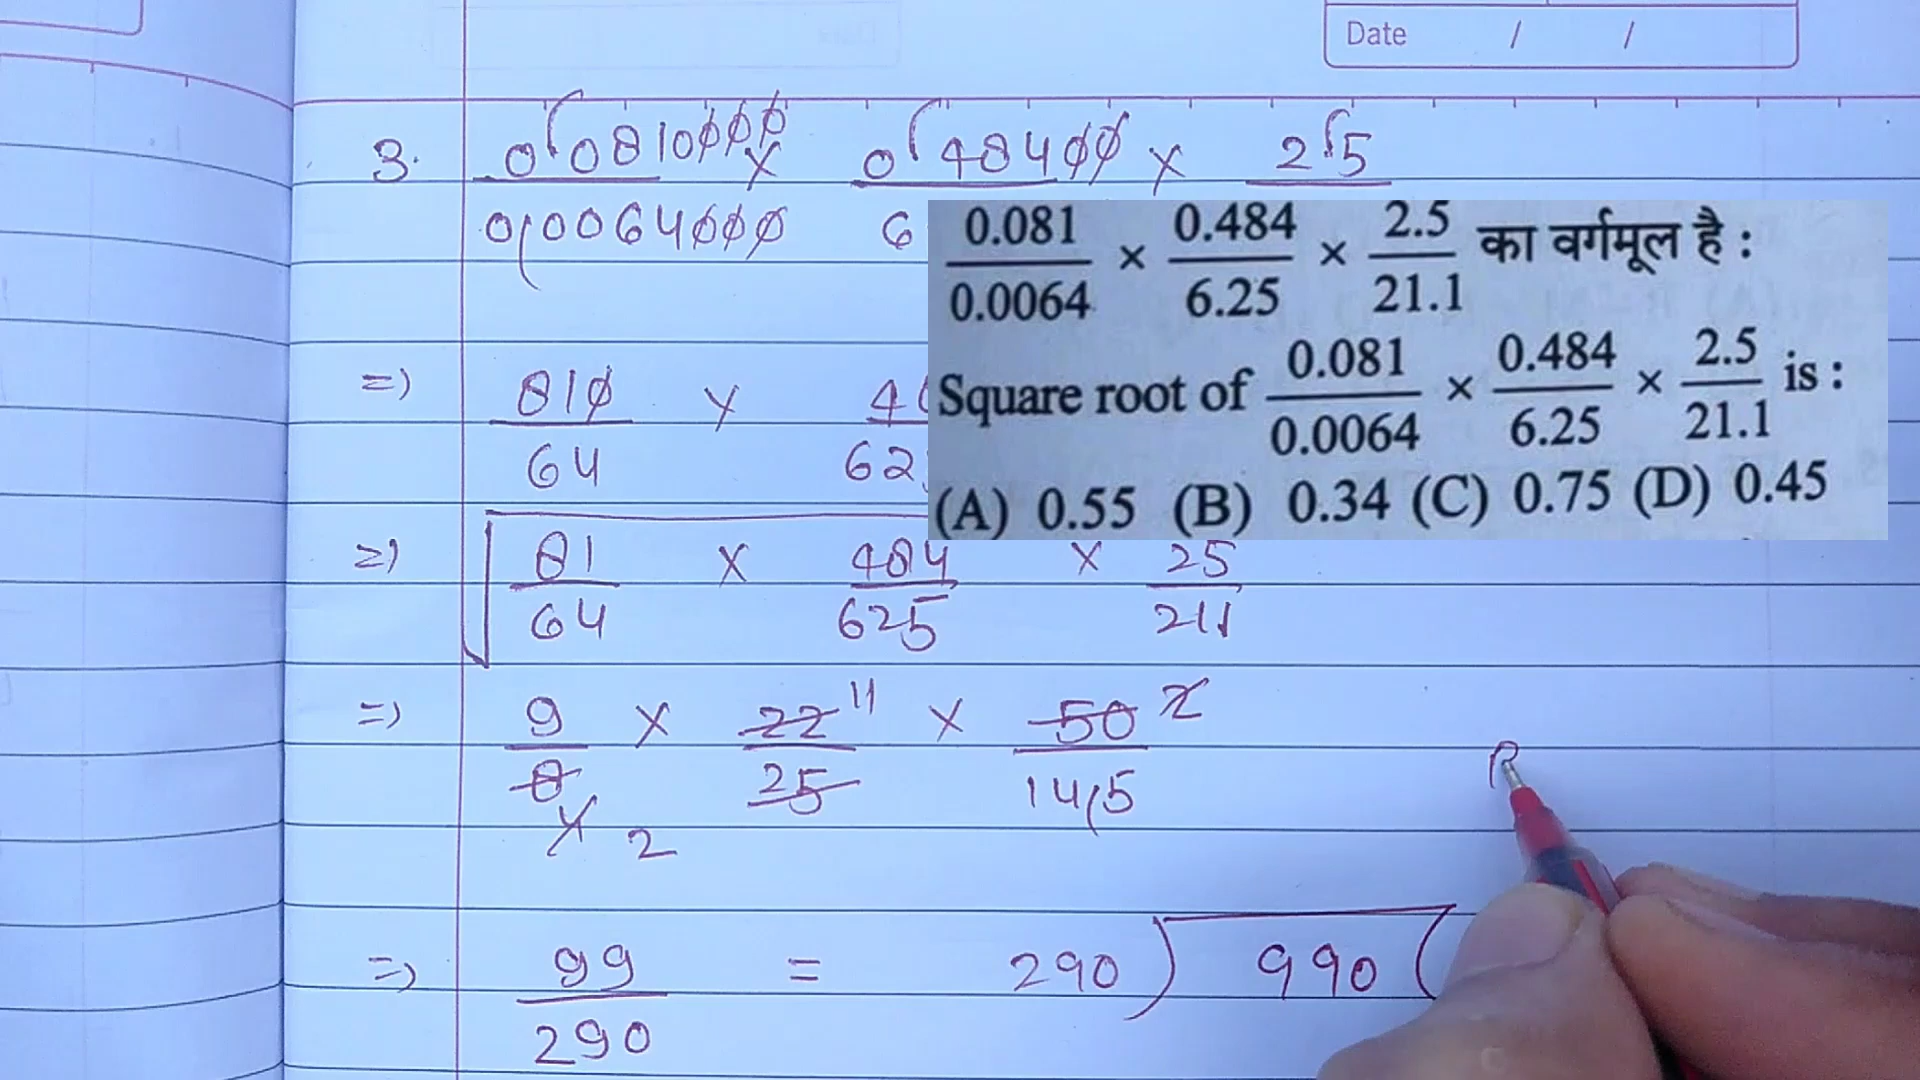 Date / /
3. 0.0810000 × 0.48400 × 2.5
0.0064000 6
0.081 × 0.484 × 2.5 का वर्गमूल है :
0.0064 6.25 21.1
Square root of 0.081 × 0.484 × 2.5 is :
0.0064 6.25 21.1
(A) 0.55 (B) 0.34 (C) 0.75 (D) 0.45
=) 810 ×
64 62
=) √ 81 × 484 × 25
64 625 211
=) 9 × 22 11 × 50 2
8 25 14.5
4 2
=) 99 = 290 ) 990 (
290